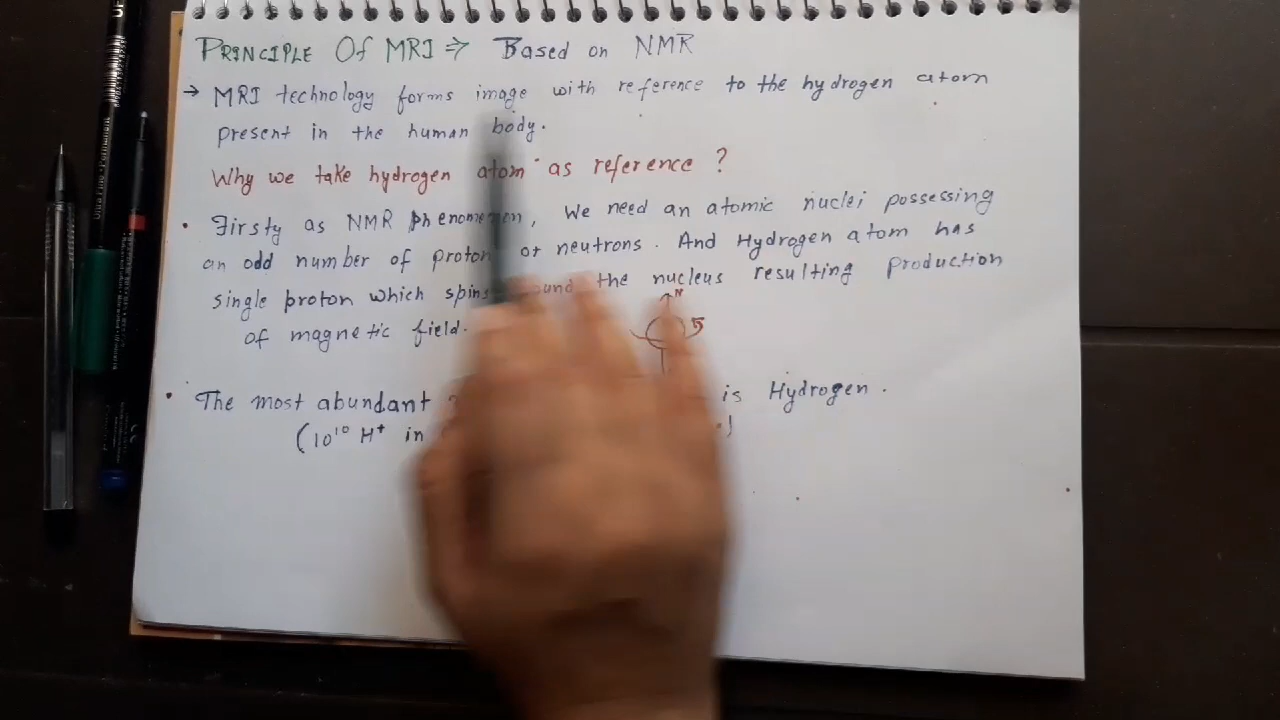 PRINCIPLE Of MRI ⇒ Based on NMR
→ MRI technology forms image with reference to the hydrogen atom
present in the human body.
Why we take hydrogen atom as reference ?
• Firsty as NMR phenomenon, We need an atomic nuclei possessing
an odd number of proton or neutrons. And Hydrogen atom has
single proton which spins the nucleus resulting production
of magnetic field.
• The most abundant is Hydrogen.
(10¹⁰ H⁺ in